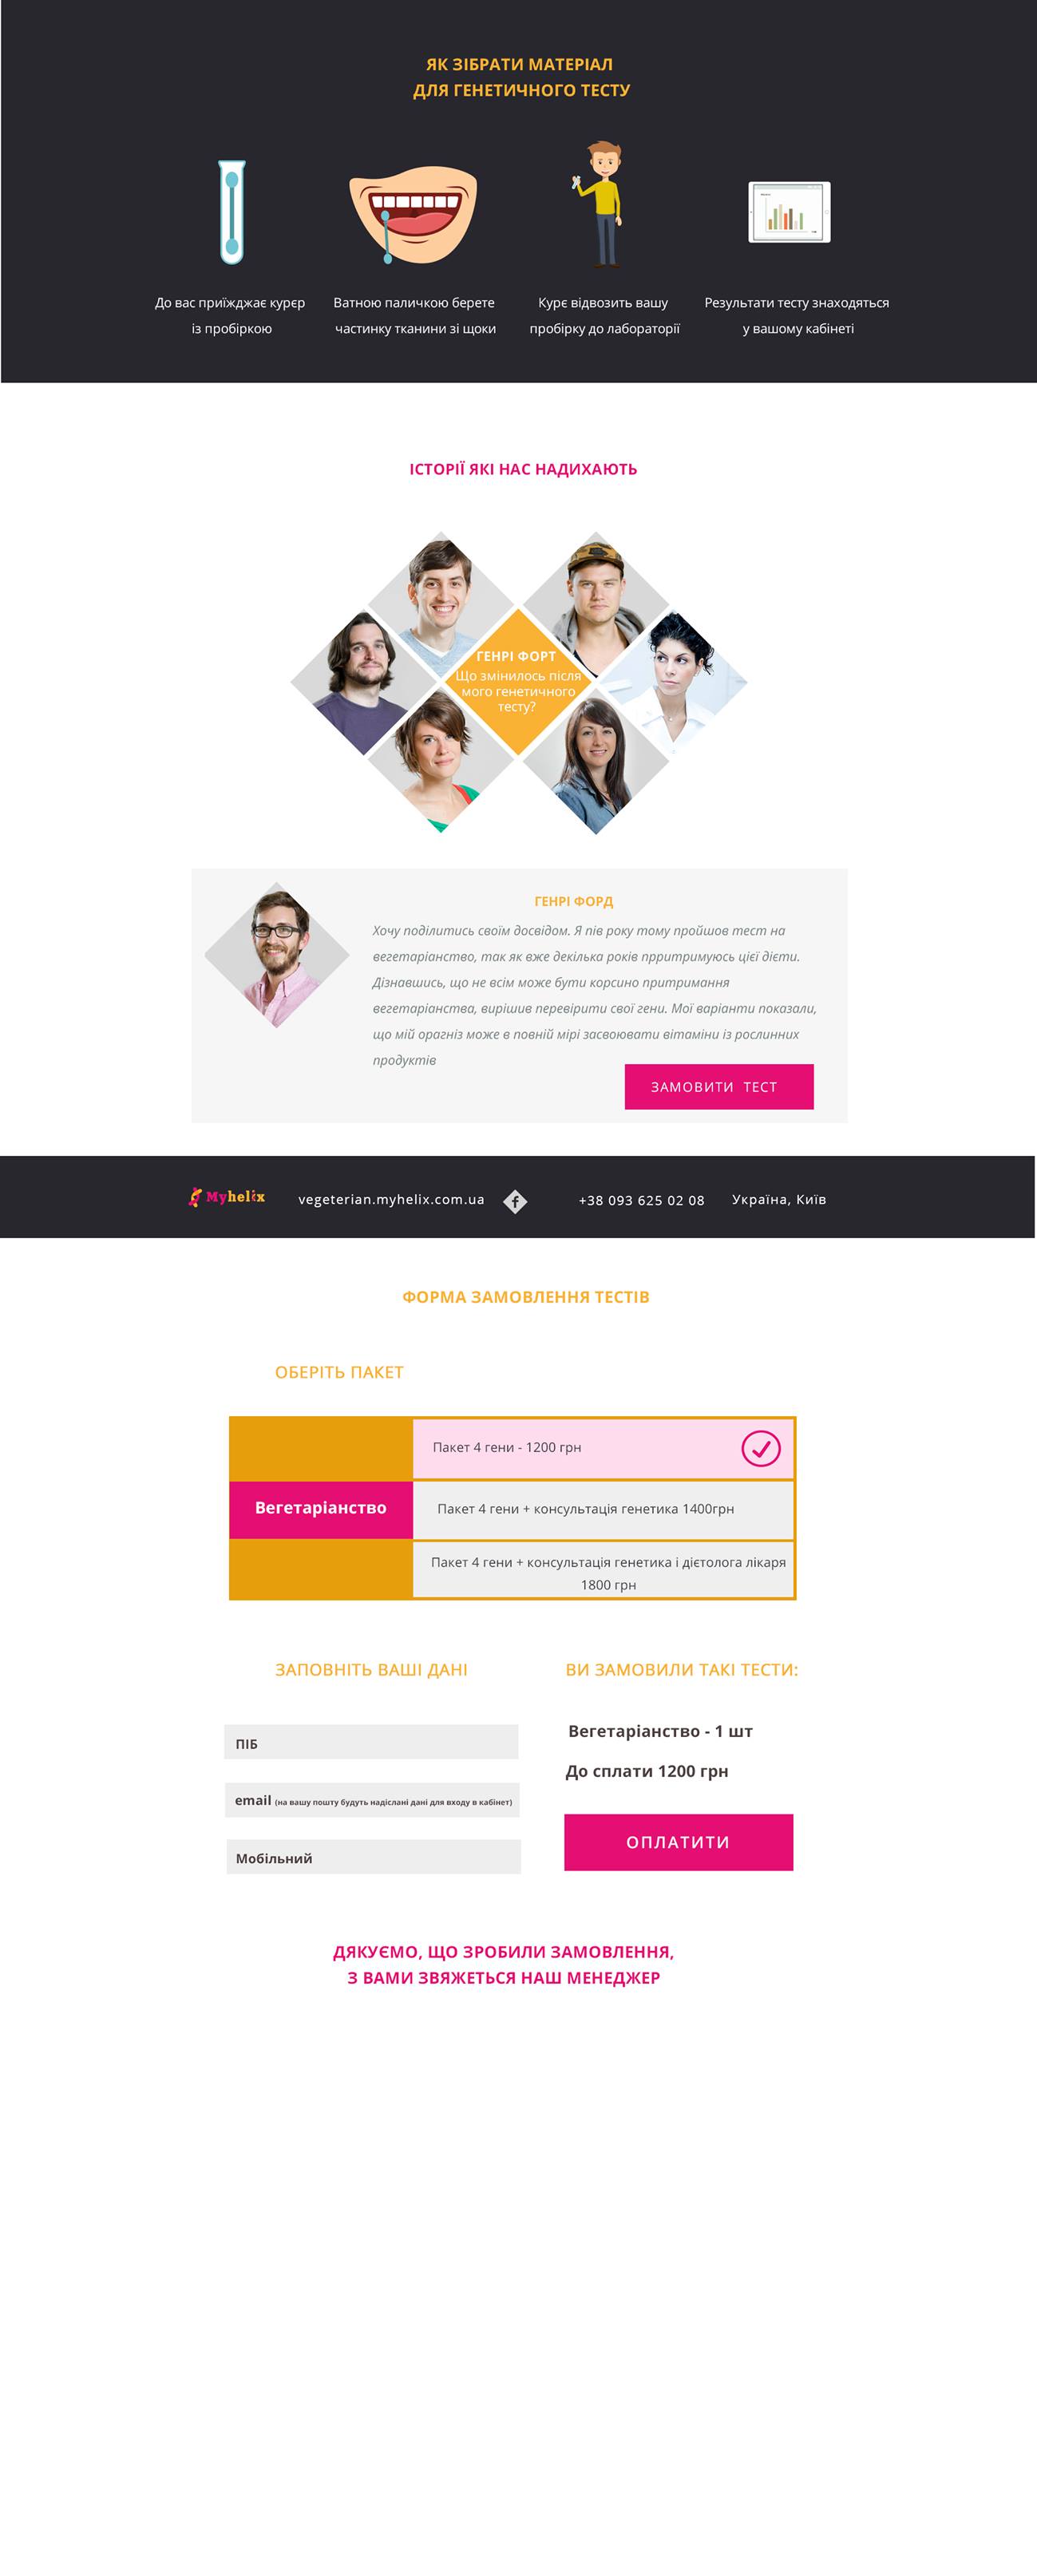 ЯК ЗІБРАТИ МАТЕРІАЛ
ДЛЯ ГЕНЕТИЧНОГО ТЕСТУ
До вас приїжджає курєр
із пробіркою
Ватною паличкою берете
частинку тканини зі щоки
Курє відвозить вашу
пробірку до лабораторії
Результати тесту знаходяться
у вашому кабінеті
ІСТОРІЇ ЯКІ НАС НАДИХАЮТЬ
ГЕНРІ ФОРТ
Що змінилось після
мого генетичного
тесту?
ГЕНРІ ФОРД
Хочу поділитись своїм досвідом. Я пів року тому пройшов тест на
вегетаріанство, так як вже декілька років прритримуюсь цієї дієти.
Дізнавшись, що не всім може бути корсино притримання
вегетаріанства, вирішив перевірити свої гени. Мої варіанти показали,
що мій орагніз може в повній мірі засвоювати вітаміни із рослинних
продуктів
ЗАМОВИТИ ТЕСТ
Myhelix
vegeterian.myhelix.com.ua
f
+38 093 625 02 08
Україна, Київ
ФОРМА ЗАМОВЛЕННЯ ТЕСТІВ
ОБЕРІТЬ ПАКЕТ
Пакет 4 гени - 1200 грн
Вегетаріанство
Пакет 4 гени + консультація генетика 1400грн
Пакет 4 гени + консультація генетика і дієтолога лікаря
1800 грн
ЗАПОВНІТЬ ВАШІ ДАНІ
ПІБ
email (на вашу пошту будуть надіслані дані для входу в кабінет)
Мобільний
ВИ ЗАМОВИЛИ ТАКІ ТЕСТИ:
Вегетаріанство - 1 шт
До сплати 1200 грн
ОПЛАТИТИ
ДЯКУЄМО, ЩО ЗРОБИЛИ ЗАМОВЛЕННЯ,
З ВАМИ ЗВЯЖЕТЬСЯ НАШ МЕНЕДЖЕР